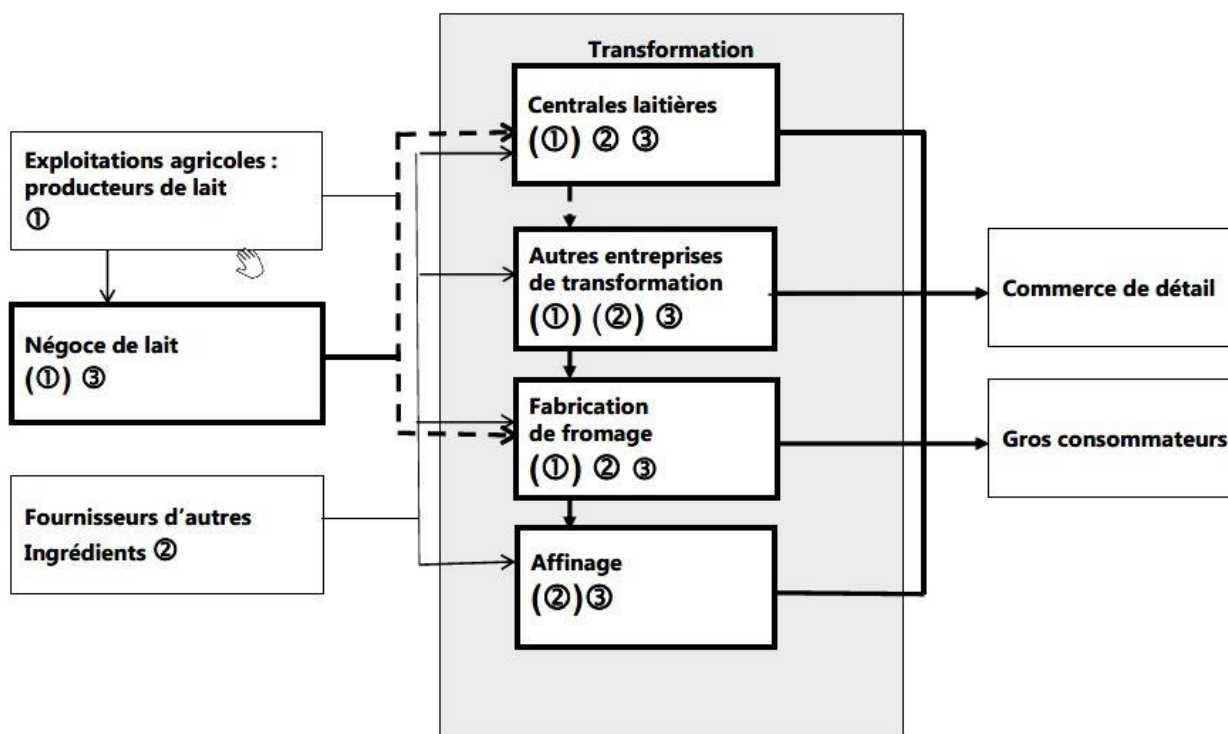 Transformation
Centrales laitières
(①) ② ③
Exploitations agricoles :
producteurs de lait
①
Autres entreprises
de transformation
(①) (②) ③
Commerce de détail
Négoce de lait
(①) ③
Fabrication
de fromage
(①) ② ③
Gros consommateurs
Fournisseurs d’autres
Ingrédients ②
Affinage
(②)③